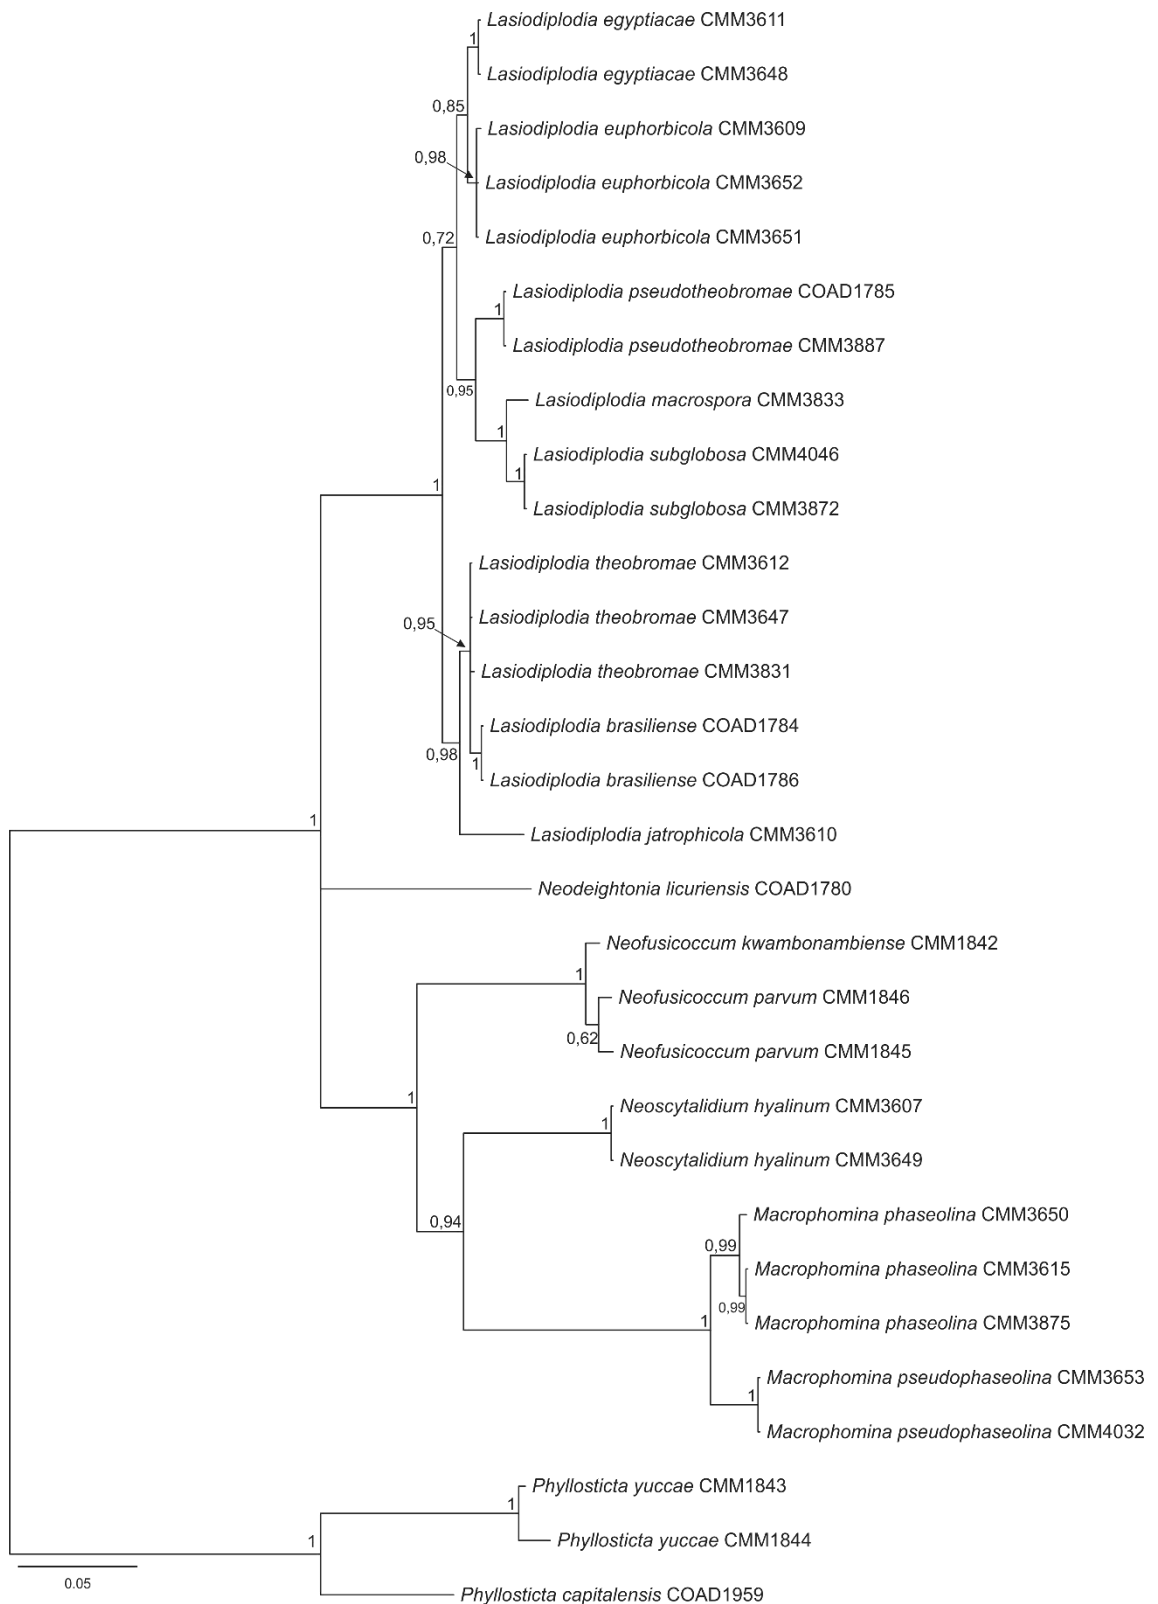 Lasiodiplodia egyptiacae CMM3611
1
Lasiodiplodia egyptiacae CMM3648
0,85
Lasiodiplodia euphorbicola CMM3609
0,98
Lasiodiplodia euphorbicola CMM3652
0,72
Lasiodiplodia euphorbicola CMM3651
Lasiodiplodia pseudotheobromae COAD1785
1
Lasiodiplodia pseudotheobromae CMM3887
0,95
Lasiodiplodia macrospora CMM3833
1
Lasiodiplodia subglobosa CMM4046
1
1
Lasiodiplodia subglobosa CMM3872
Lasiodiplodia theobromae CMM3612
Lasiodiplodia theobromae CMM3647
0,95
Lasiodiplodia theobromae CMM3831
Lasiodiplodia brasiliense COAD1784
0,98
1
Lasiodiplodia brasiliense COAD1786
1
Lasiodiplodia jatrophicola CMM3610
Neodeightonia licuriensis COAD1780
Neofusicoccum kwambonambiense CMM1842
1
Neofusicoccum parvum CMM1846
0,62
Neofusicoccum parvum CMM1845
1
Neoscytalidium hyalinum CMM3607
1
Neoscytalidium hyalinum CMM3649
0,94
Macrophomina phaseolina CMM3650
0,99
Macrophomina phaseolina CMM3615
0,99
1
Macrophomina phaseolina CMM3875
Macrophomina pseudophaseolina CMM3653
1
Macrophomina pseudophaseolina CMM4032
Phyllosticta yuccae CMM1843
1
1
Phyllosticta yuccae CMM1844
0.05
Phyllosticta capitalensis COAD1959